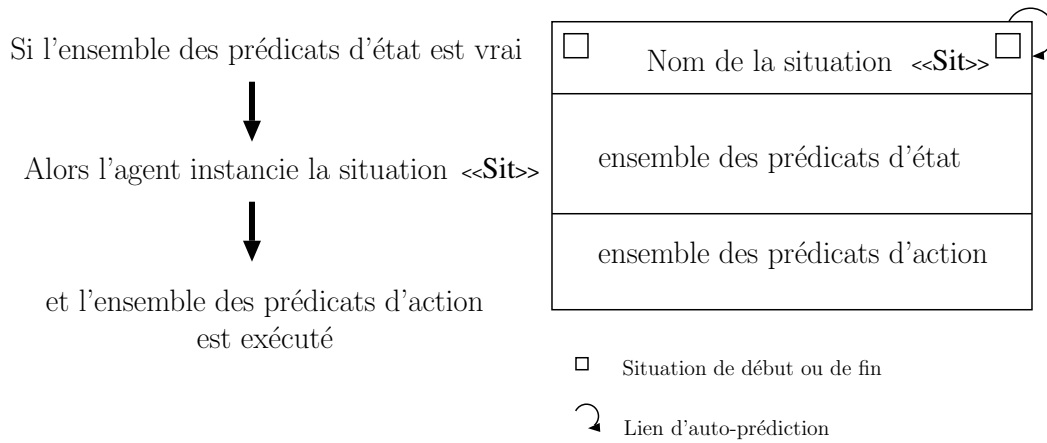 Si l'ensemble des prédicats d'état est vrai
Alors l'agent instancie la situation <<Sit>>
et l'ensemble des prédicats d'action
est exécuté
Nom de la situation <<Sit>>
ensemble des prédicats d'état
ensemble des prédicats d'action
Situation de début ou de fin
Lien d'auto-prédiction